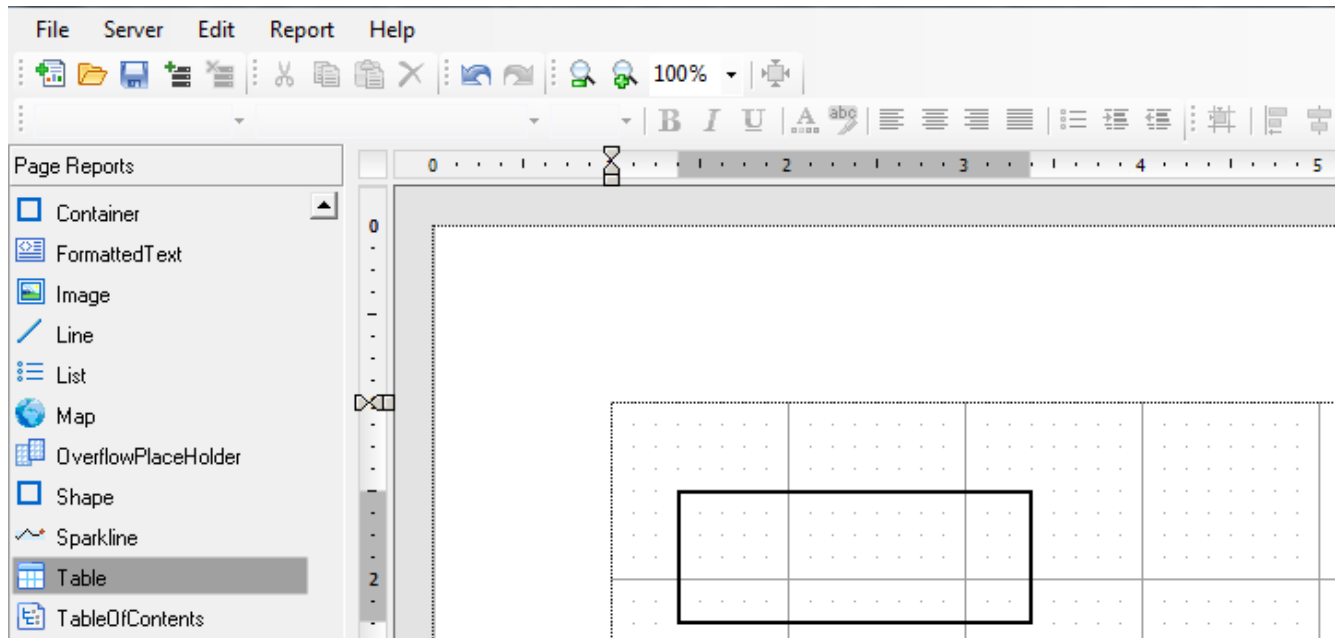 File Server Edit Report Help
100%
B I U A abc
Page Reports
0 2 3 4 5
Container
0
FormattedText
Image
Line
List
Map
OverflowPlaceHolder
Shape
Sparkline
Table
2
TableOfContents